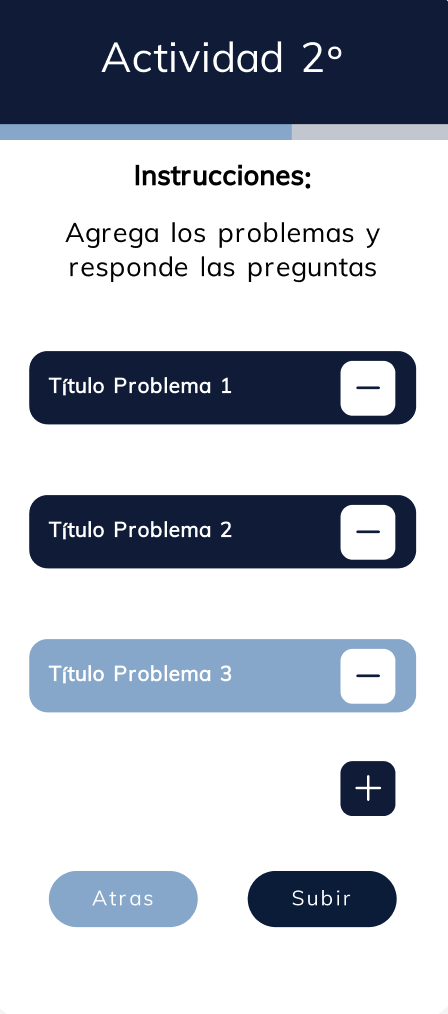 Actividad 2°
Instrucciones:
Agrega los problemas y
responde las preguntas
Título Problema 1
Título Problema 2
Título Problema 3
Atras
Subir